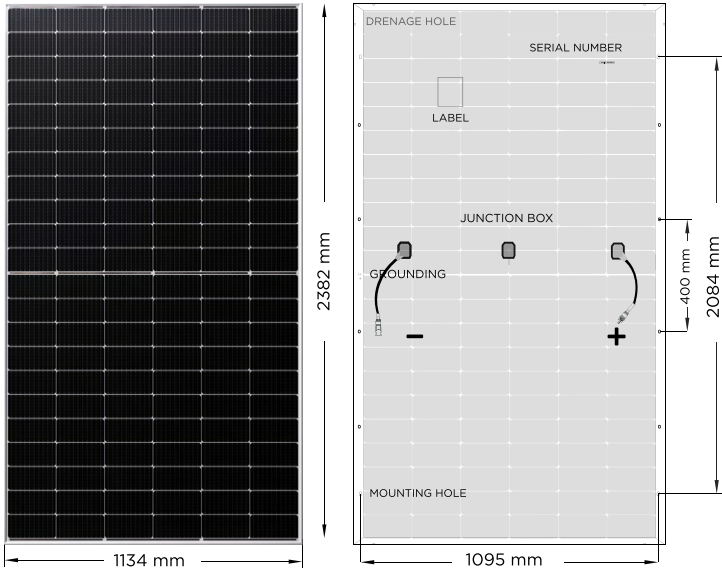 DRENAGE HOLE
SERIAL NUMBER
LABEL
JUNCTION BOX
GROUNDING
2382 mm
400 mm
2084 mm
− +
MOUNTING HOLE
1134 mm
1095 mm